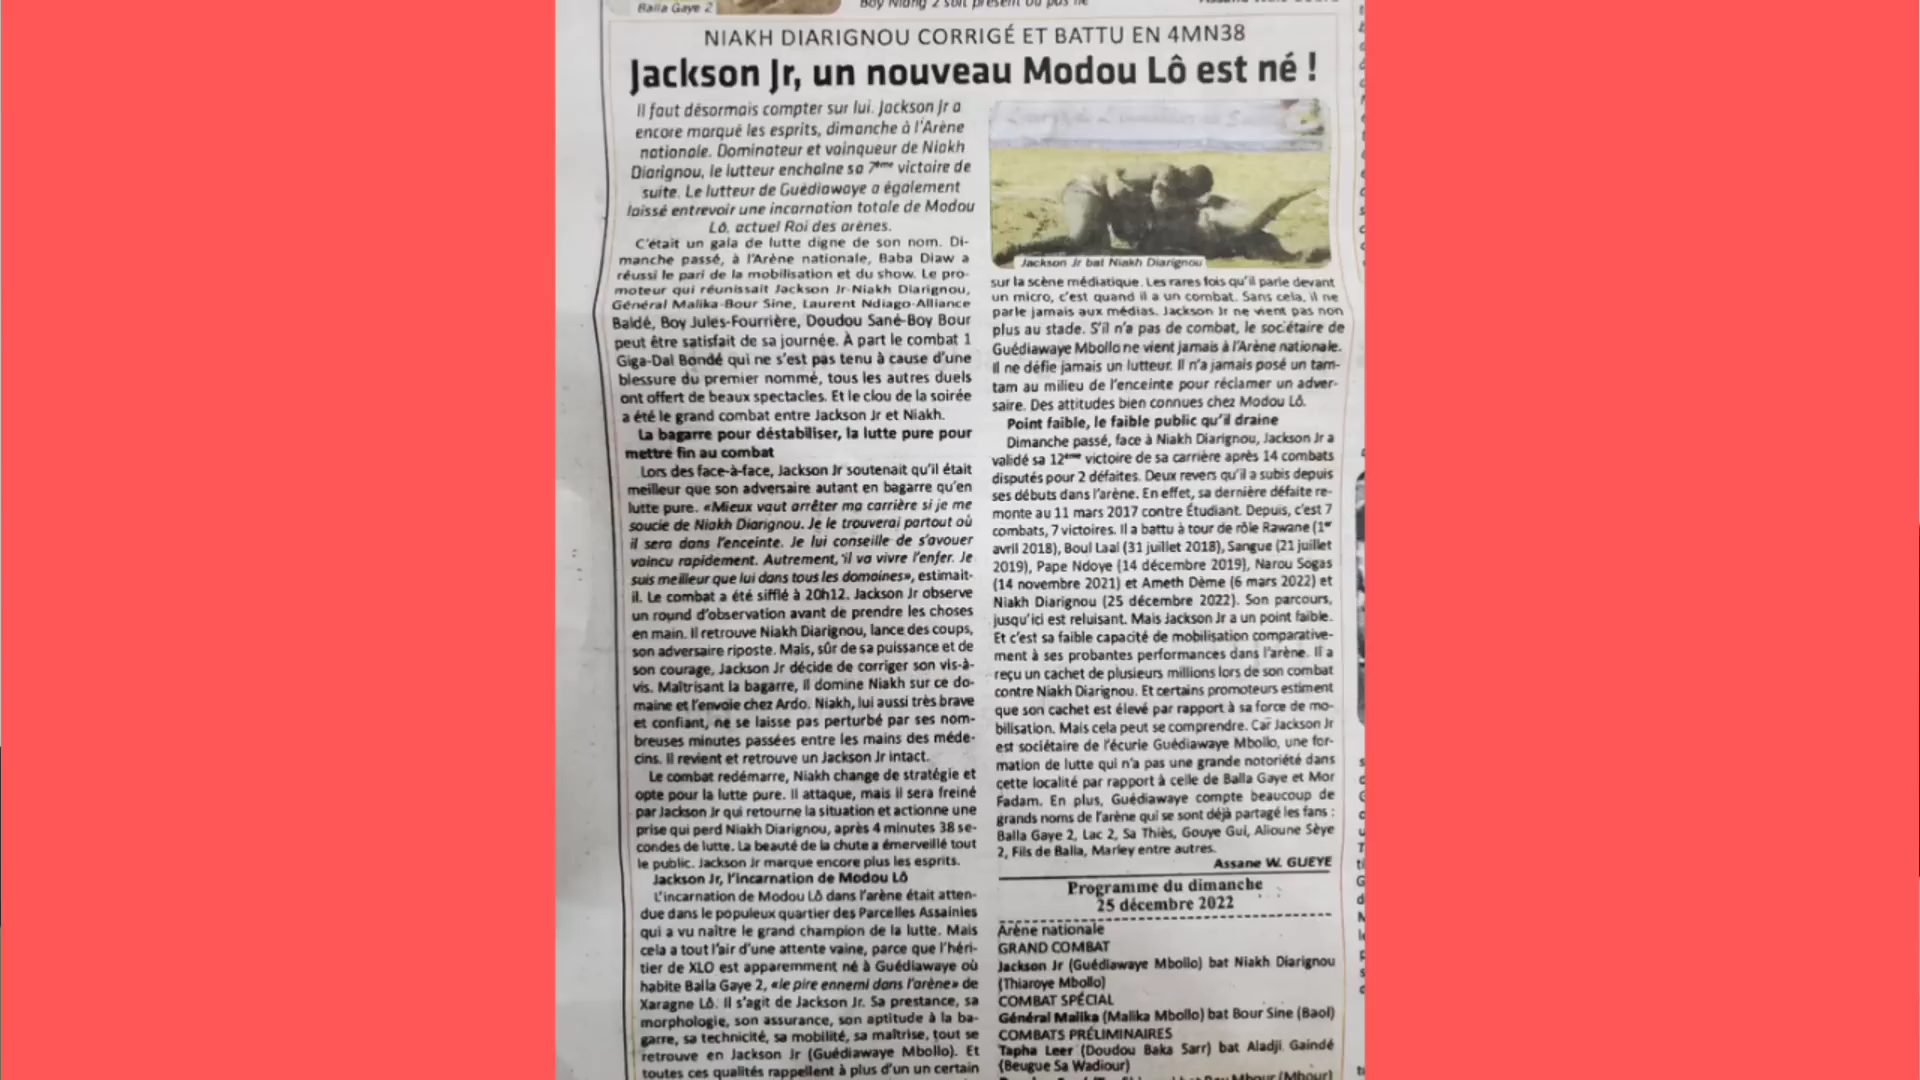 Balla Gaye 2
Boy Niang 2 soit présent ou pas
NIAKH DIARIGNOU CORRIGÉ ET BATTU EN 4MN38
Jackson Jr, un nouveau Modou Lô est né !
Il faut désormais compter sur lui. Jackson Jr a
encore marqué les esprits, dimanche à l'Arène
nationale. Dominateur et vainqueur de Niakh
Diarignou, le lutteur enchaîne sa 7ème victoire de
suite. Le lutteur de Guédiawaye a également
laissé entrevoir une incarnation totale de Modou
Lô, actuel Roi des arènes.
C'était un gala de lutte digne de son nom. Di-
manche passé, à l'Arène nationale, Baba Diaw a
réussi le pari de la mobilisation et du show. Le pro-
moteur qui réunissait Jackson Jr-Niakh Diarignou,
Général Malika-Bour Sine, Laurent Ndiago-Alliance
Baldé, Boy Jules-Fourrière, Doudou Sané-Boy Bour
peut être satisfait de sa journée. À part le combat 1
Giga-Dal Bondé qui ne s'est pas tenu à cause d'une
blessure du premier nommé, tous les autres duels
ont offert de beaux spectacles. Et le clou de la soirée
a été le grand combat entre Jackson Jr et Niakh.
La bagarre pour déstabiliser, la lutte pure pour
mettre fin au combat
Lors des face-à-face, Jackson Jr soutenait qu'il était
meilleur que son adversaire autant en bagarre qu'en
lutte pure. «Mieux vaut arrêter ma carrière si je me
soucie de Niakh Diarignou. Je le trouverai partout où
il sera dans l'enceinte. Je lui conseille de s'avouer
vaincu rapidement. Autrement, il va vivre l'enfer. Je
suis meilleur que lui dans tous les domaines», estimait-
il. Le combat a été sifflé à 20h12. Jackson Jr observe
un round d'observation avant de prendre les choses
en main. Il retrouve Niakh Diarignou, lance des coups,
son adversaire riposte. Mais, sûr de sa puissance et de
son courage, Jackson Jr décide de corriger son vis-à-
vis. Maîtrisant la bagarre, il domine Niakh sur ce do-
maine et l'envoie chez Ardo. Niakh, lui aussi très brave
et confiant, ne se laisse pas perturbé par ses nom-
breuses minutes passées entre les mains des méde-
cins. Il revient et retrouve un Jackson Jr intact.
Le combat redémarre, Niakh change de stratégie et
opte pour la lutte pure. Il attaque, mais il sera freiné
par Jackson Jr qui retourne la situation et actionne une
prise qui perd Niakh Diarignou, après 4 minutes 38 se-
condes de lutte. La beauté de la chute a émerveillé tout
le public. Jackson Jr marque encore plus les esprits.
Jackson Jr, l'incarnation de Modou Lô
L'incarnation de Modou Lô dans l'arène était atten-
due dans le populeux quartier des Parcelles Assainies
qui a vu naître le grand champion de la lutte. Mais
cela a tout l'air d'une attente vaine, parce que l'héri-
tier de XLO est apparemment né à Guédiawaye où
habite Balla Gaye 2, «le pire ennemi dans l'arène» de
Xaragne Lô. Il s'agit de Jackson Jr. Sa prestance, sa
morphologie, son assurance, son aptitude à la ba-
garre, sa technicité, sa mobilité, sa maîtrise, tout se
retrouve en Jackson Jr (Guédiawaye Mbollo). Et
toutes ces qualités rappellent à plus d'un un certain
Jackson Jr bat Niakh Diarignou
sur la scène médiatique. Les rares fois qu'il parle devant
un micro, c'est quand il a un combat. Sans cela, il ne
parle jamais aux médias. Jackson Jr ne vient pas non
plus au stade. S'il n'a pas de combat, le sociétaire de
Guédiawaye Mbollo ne vient jamais à l'Arène nationale.
Il ne défie jamais un lutteur. Il n'a jamais posé un tam-
tam au milieu de l'enceinte pour réclamer un adver-
saire. Des attitudes bien connues chez Modou Lô.
Point faible, le faible public qu'il draine
Dimanche passé, face à Niakh Diarignou, Jackson Jr a
validé sa 12ème victoire de sa carrière après 14 combats
disputés pour 2 défaites. Deux revers qu'il a subis depuis
ses débuts dans l'arène. En effet, sa dernière défaite re-
monte au 11 mars 2017 contre Étudiant. Depuis, c'est 7
combats, 7 victoires. Il a battu à tour de rôle Rawane (1er
avril 2018), Boul Laal (31 juillet 2018), Sangue (21 juillet
2019), Pape Ndoye (14 décembre 2019), Narou Sogas
(14 novembre 2021) et Ameth Dème (6 mars 2022) et
Niakh Diarignou (25 décembre 2022). Son parcours,
jusqu'ici est reluisant. Mais Jackson Jr a un point faible.
Et c'est sa faible capacité de mobilisation comparative-
ment à ses probantes performances dans l'arène. Il a
reçu un cachet de plusieurs millions lors de son combat
contre Niakh Diarignou. Et certains promoteurs estiment
que son cachet est élevé par rapport à sa force de mo-
bilisation. Mais cela peut se comprendre. Car Jackson Jr
est sociétaire de l'écurie Guédiawaye Mbollo, une for-
mation de lutte qui n'a pas une grande notoriété dans
cette localité par rapport à celle de Balla Gaye et Mor
Fadam. En plus, Guédiawaye compte beaucoup de
grands noms de l'arène qui se sont déjà partagé les fans :
Balla Gaye 2, Lac 2, Sa Thiès, Gouye Gui, Alioune Sèye
2, Fils de Balla, Marley entre autres.
Assane W. GUEYE
Programme du dimanche
25 décembre 2022
Arène nationale
GRAND COMBAT
Jackson Jr (Guédiawaye Mbollo) bat Niakh Diarignou
(Thiaroye Mbollo)
COMBAT SPÉCIAL
Général Malika (Malika Mbollo) bat Bour Sine (Baol)
COMBATS PRÉLIMINAIRES
Tapha Leer (Doudou Baka Sarr) bat Aladji Gaindé
(Beugue Sa Wadiour)